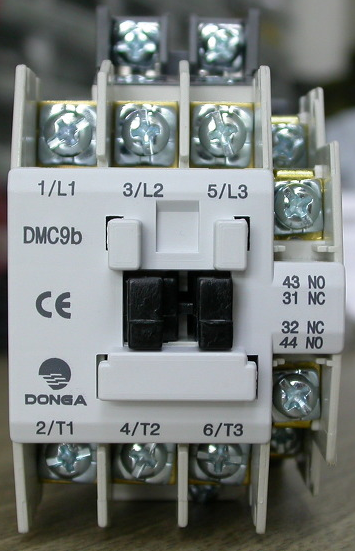 1/L1 3/L2 5/L3
DMC9b
43 NO
31 NC
CE
32 NC
44 NO
DONGA
2/T1 4/T2 6/T3